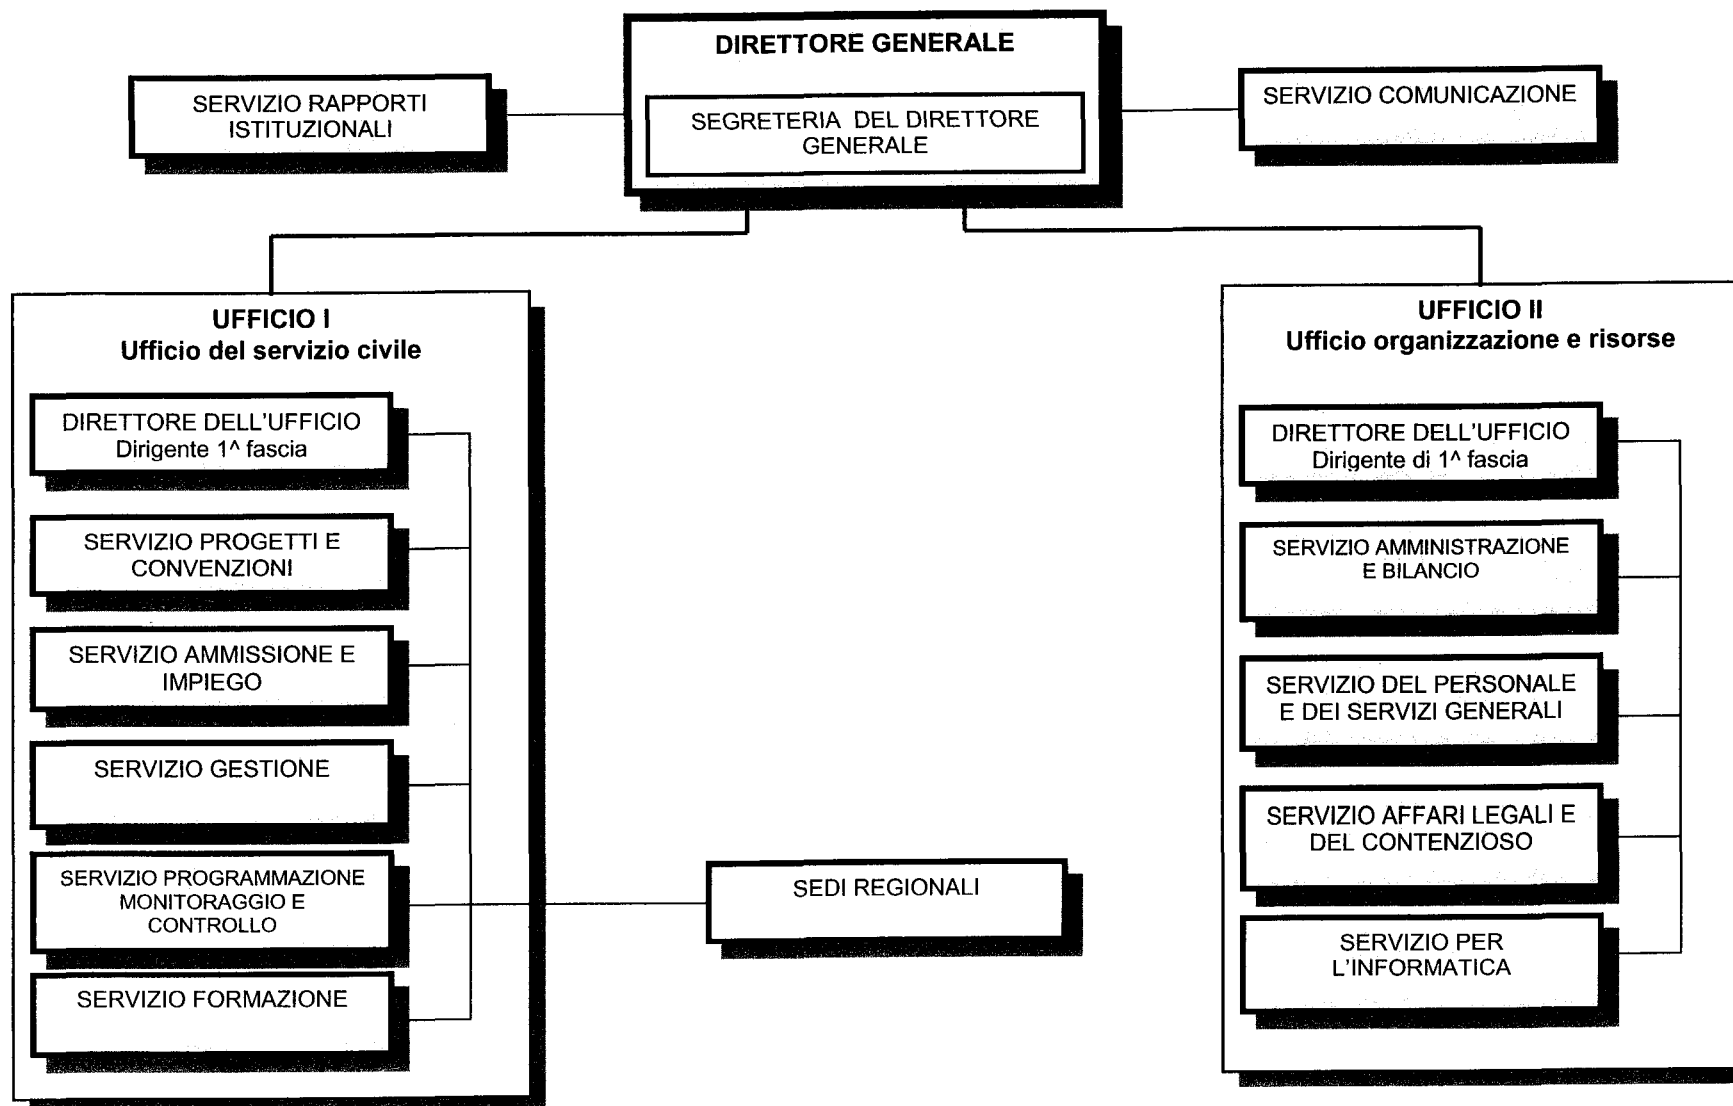 DIRETTORE GENERALE
SERVIZIO RAPPORTI
ISTITUZIONALI
SEGRETERIA DEL DIRETTORE
GENERALE
SERVIZIO COMUNICAZIONE
UFFICIO I
Ufficio del servizio civile
DIRETTORE DELL'UFFICIO
Dirigente 1^ fascia
SERVIZIO PROGETTI E
CONVENZIONI
SERVIZIO AMMISSIONE E
IMPIEGO
SERVIZIO GESTIONE
SERVIZIO PROGRAMMAZIONE
MONITORAGGIO E
CONTROLLO
SERVIZIO FORMAZIONE
SEDI REGIONALI
UFFICIO II
Ufficio organizzazione e risorse
DIRETTORE DELL'UFFICIO
Dirigente di 1^ fascia
SERVIZIO AMMINISTRAZIONE
E BILANCIO
SERVIZIO DEL PERSONALE
E DEI SERVIZI GENERALI
SERVIZIO AFFARI LEGALI E
DEL CONTENZIOSO
SERVIZIO PER
L'INFORMATICA